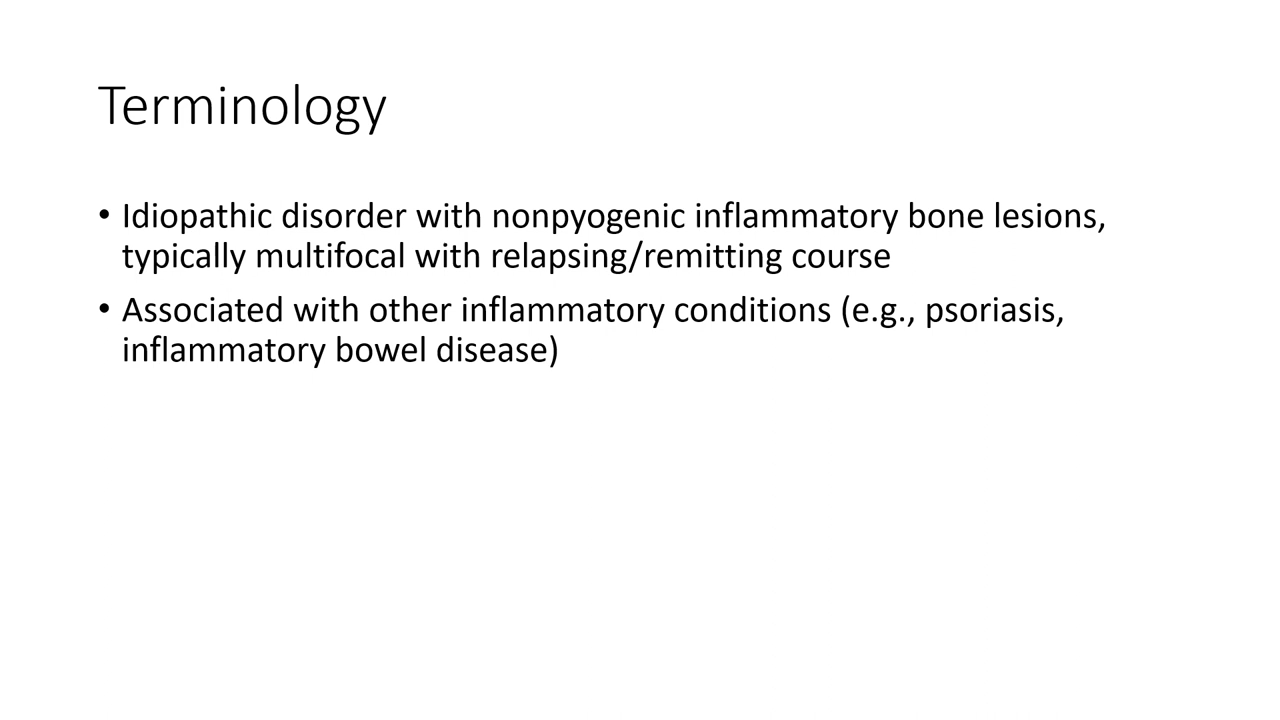 Terminology
• Idiopathic disorder with nonpyogenic inflammatory bone lesions,
typically multifocal with relapsing/remitting course
• Associated with other inflammatory conditions (e.g., psoriasis,
inflammatory bowel disease)